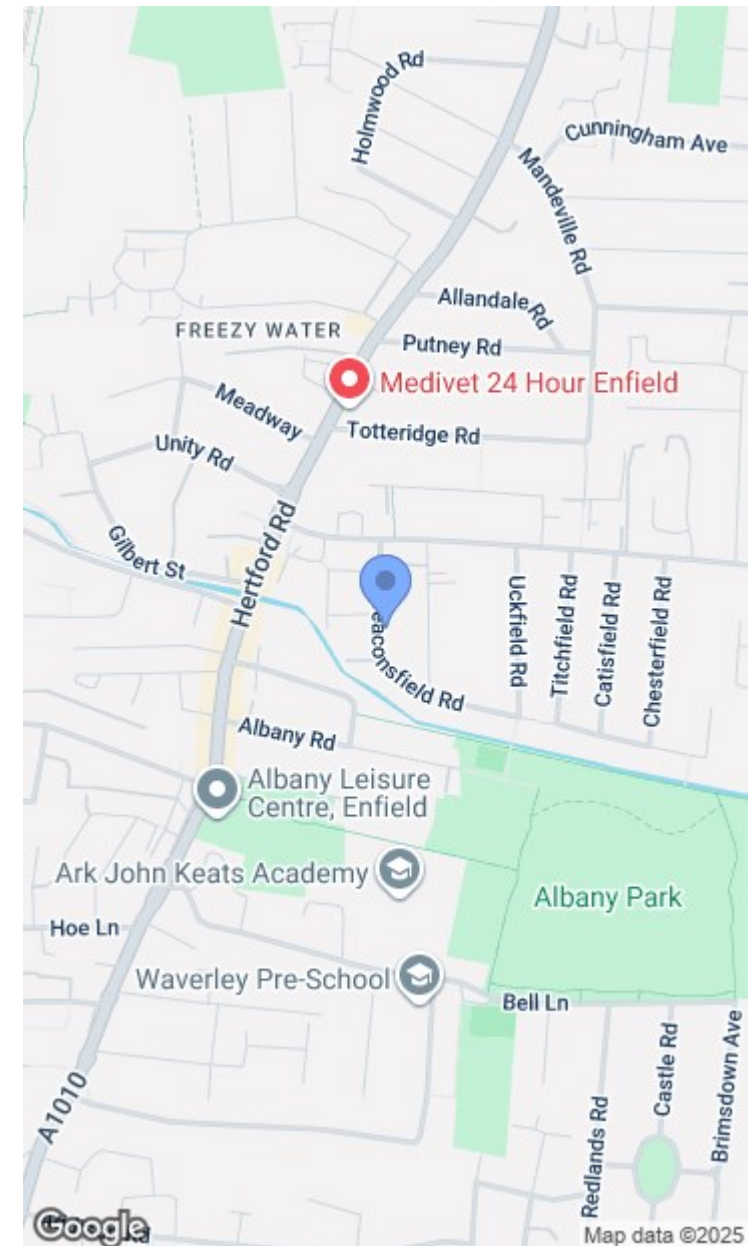 Holmwood Rd
Cunningham Ave
Mandeville Rd
Allandale Rd
FREEZY WATER
Putney Rd
Medivet 24 Hour Enfield
Meadway
Totteridge Rd
Unity Rd
Hertford Rd
Gilbert St
eaconsfield Rd
Uckfield Rd
Titchfield Rd
Catisfield Rd
Chesterfield Rd
Albany Rd
Albany Leisure
Centre, Enfield
Ark John Keats Academy
Albany Park
Hoe Ln
Waverley Pre-School
Bell Ln
A1010
Redlands Rd
Castle Rd
Brimsdown Ave
Google
Rd
Map data ©2025